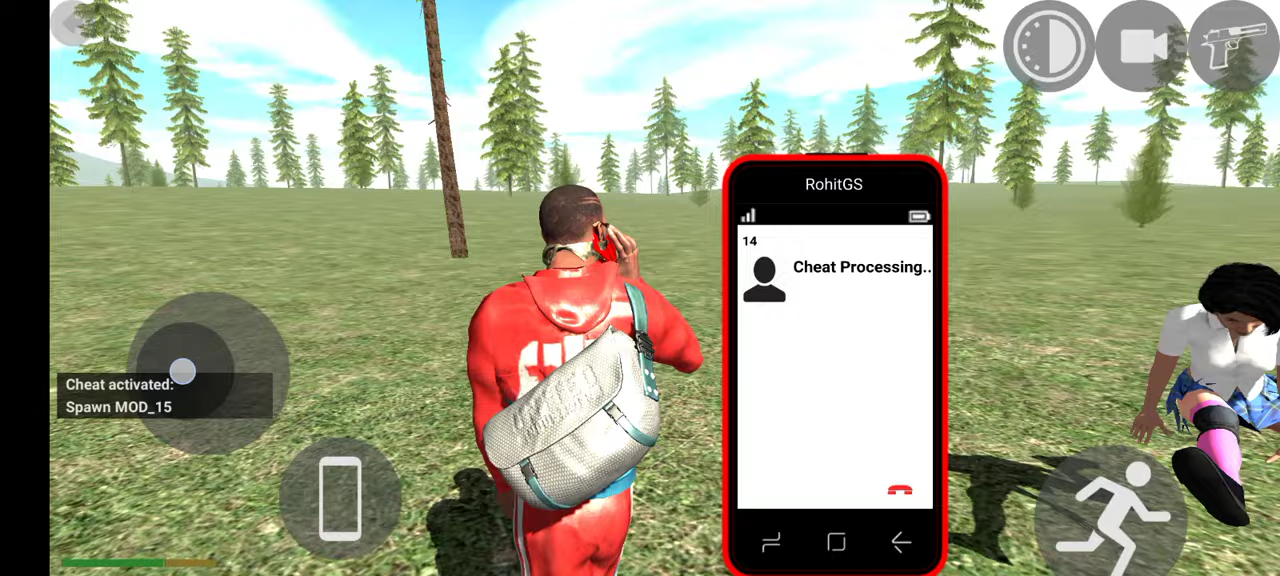 RohitGS
14
Cheat Processing..
Cheat activated:
Spawn MOD_15